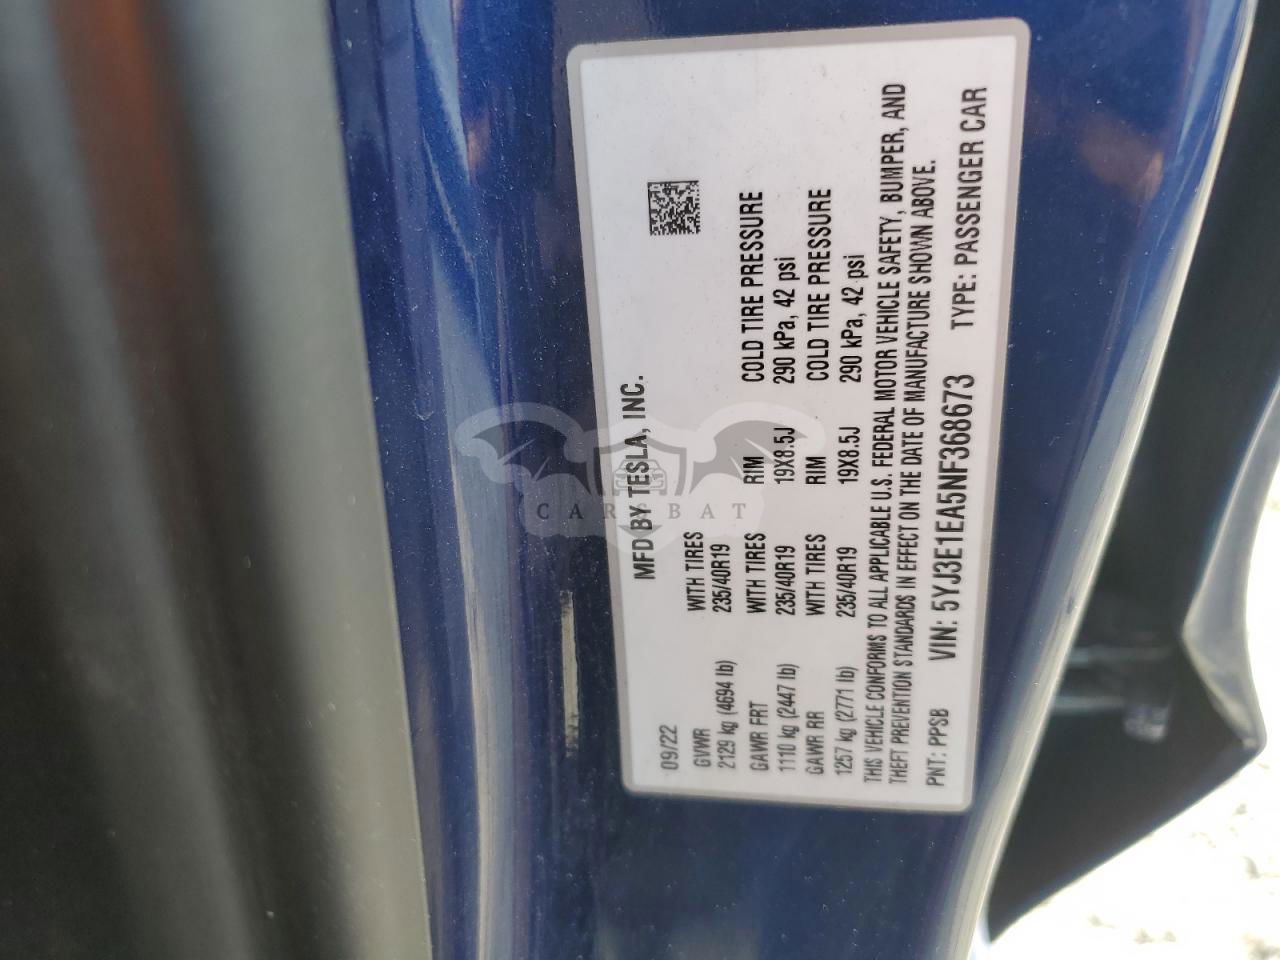 MFD BY TESLA, INC.
09/22
GVWR WITH TIRES
2129 kg (4694 lb) 235/40R19
GAWR FRT WITH TIRES RIM COLD TIRE PRESSURE
1110 kg (2447 lb) 235/40R19 19X8.5J 290 kPa, 42 psi
GAWR RR WITH TIRES RIM COLD TIRE PRESSURE
1257 kg (2771 lb) 235/40R19 19X8.5J 290 kPa, 42 psi
THIS VEHICLE CONFORMS TO ALL APPLICABLE U.S. FEDERAL MOTOR VEHICLE SAFETY, BUMPER, AND
THEFT PREVENTION STANDARDS IN EFFECT ON THE DATE OF MANUFACTURE SHOWN ABOVE.
PNT: PPSB VIN: 5YJ3E1EA5NF368673 TYPE: PASSENGER CAR
CAR BAT